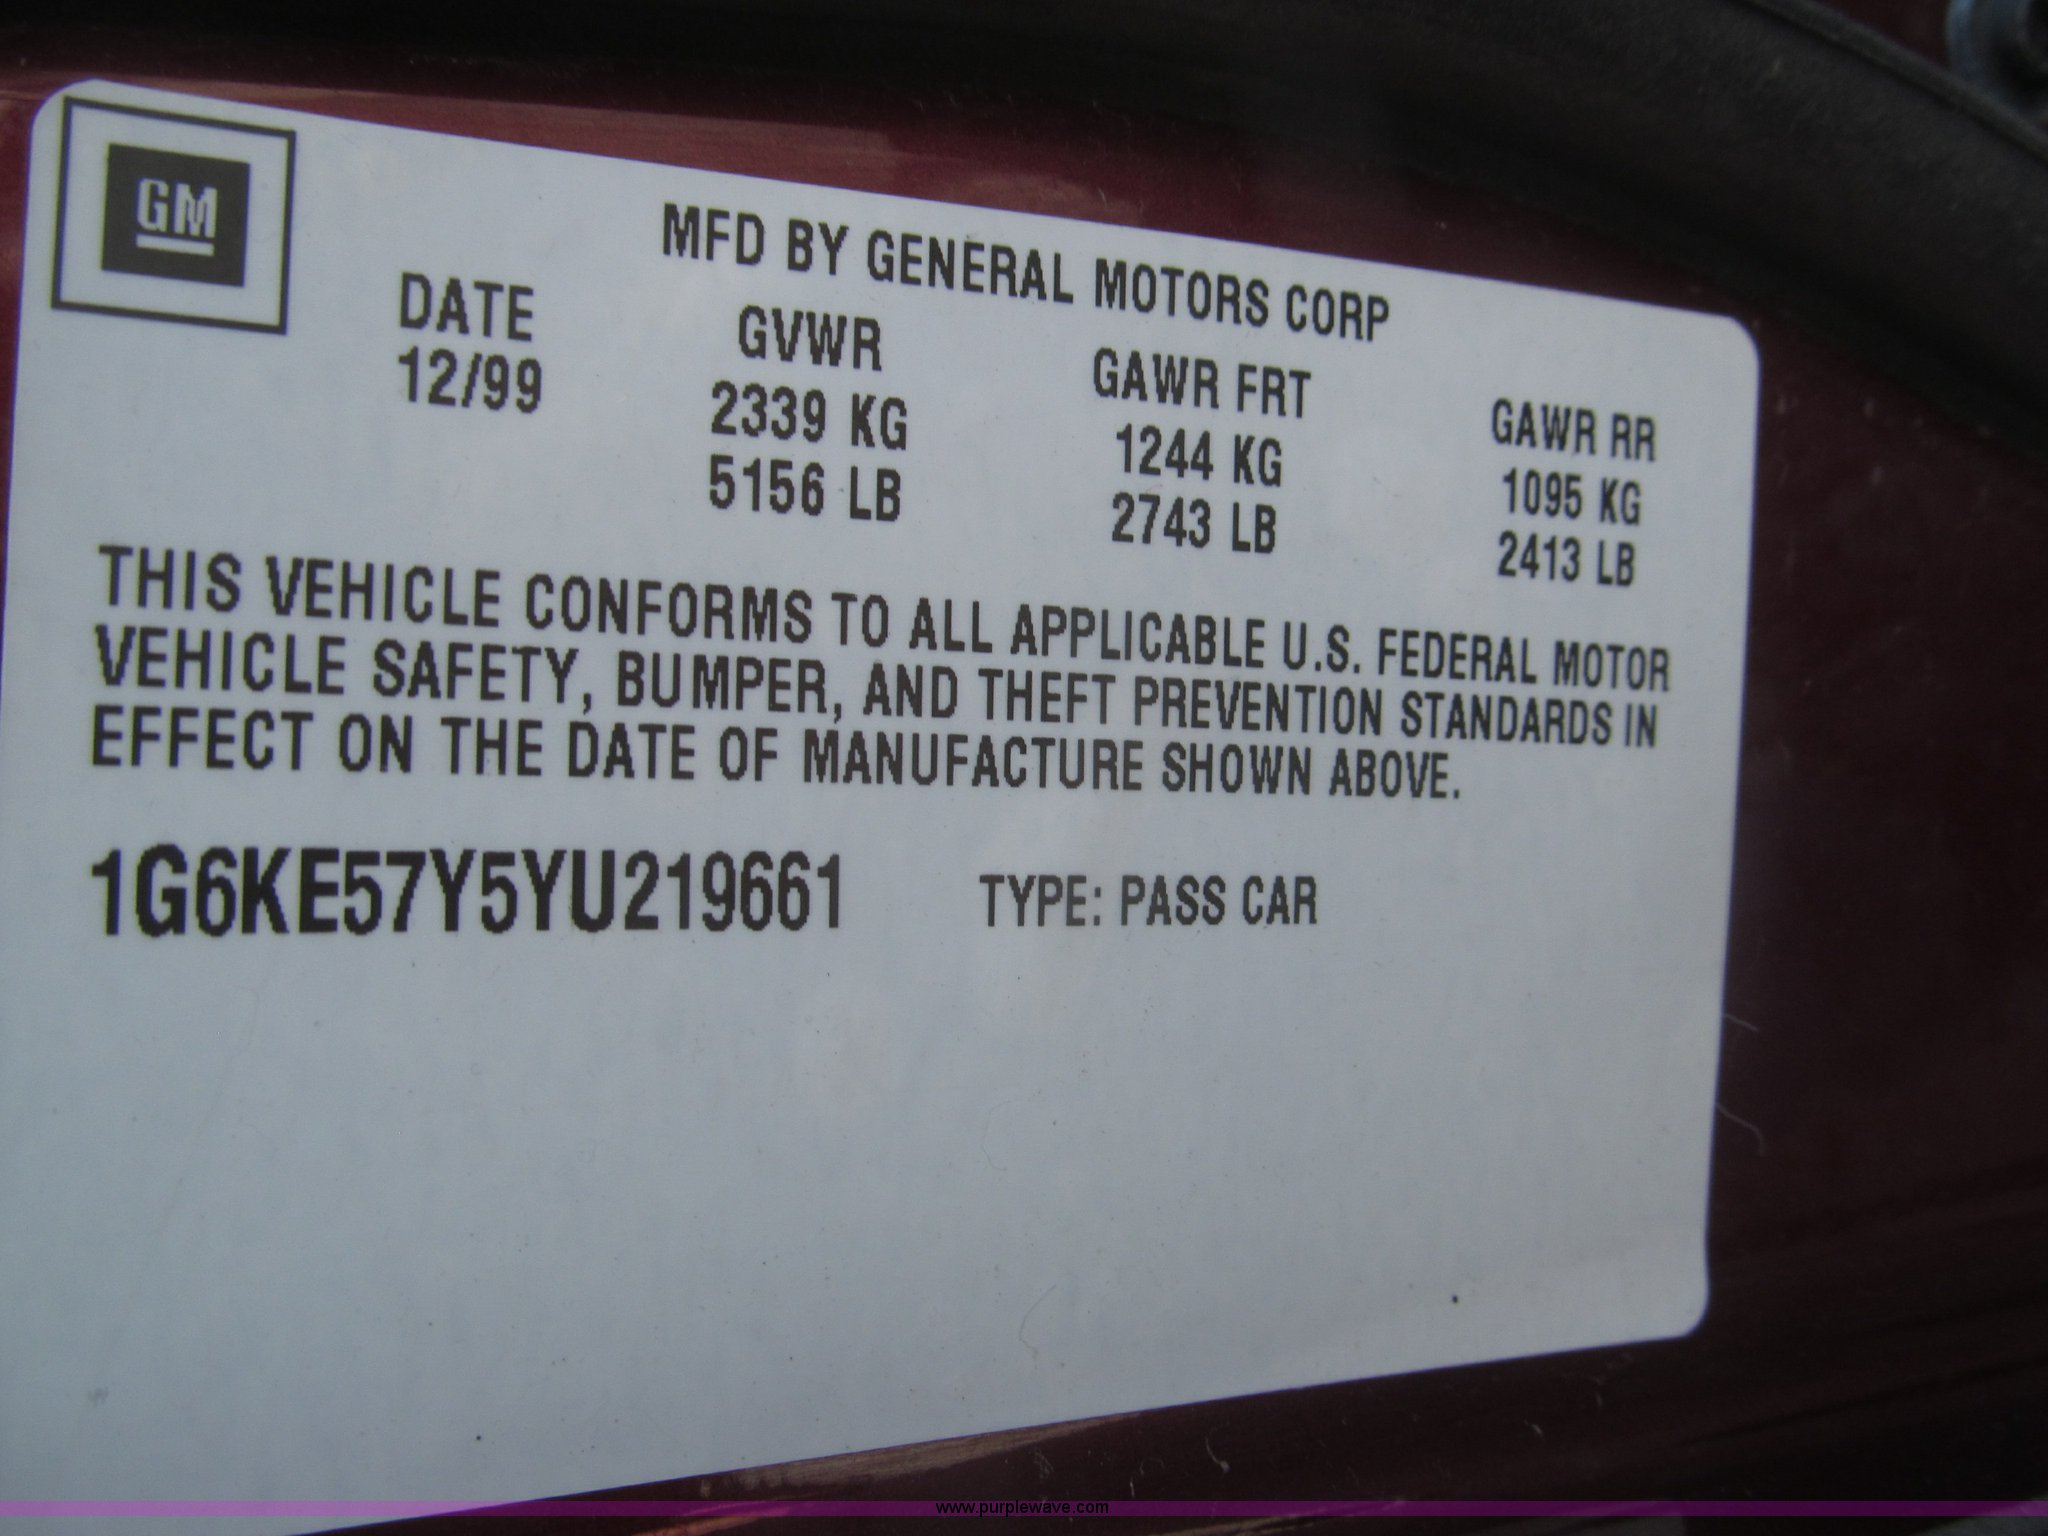 GM
MFD BY GENERAL MOTORS CORP
DATE GVWR GAWR FRT GAWR RR
12/99 2339 KG 1244 KG 1095 KG
5156 LB 2743 LB 2413 LB
THIS VEHICLE CONFORMS TO ALL APPLICABLE U.S. FEDERAL MOTOR
VEHICLE SAFETY, BUMPER, AND THEFT PREVENTION STANDARDS IN
EFFECT ON THE DATE OF MANUFACTURE SHOWN ABOVE.
1G6KE57Y5YU219661 TYPE: PASS CAR
www.purplewave.com